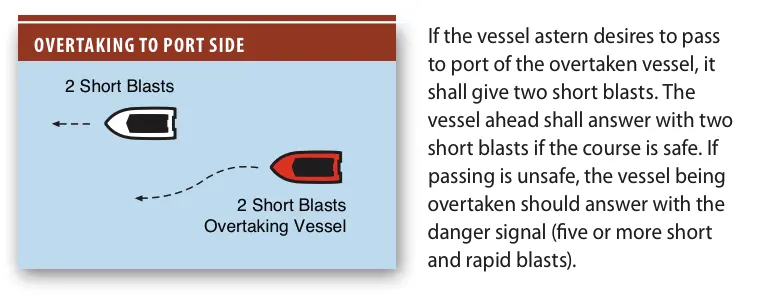 OVERTAKING TO PORT SIDE
2 Short Blasts
2 Short Blasts
Overtaking Vessel
If the vessel astern desires to pass
to port of the overtaken vessel, it
shall give two short blasts. The
vessel ahead shall answer with two
short blasts if the course is safe. If
passing is unsafe, the vessel being
overtaken should answer with the
danger signal (five or more short
and rapid blasts).